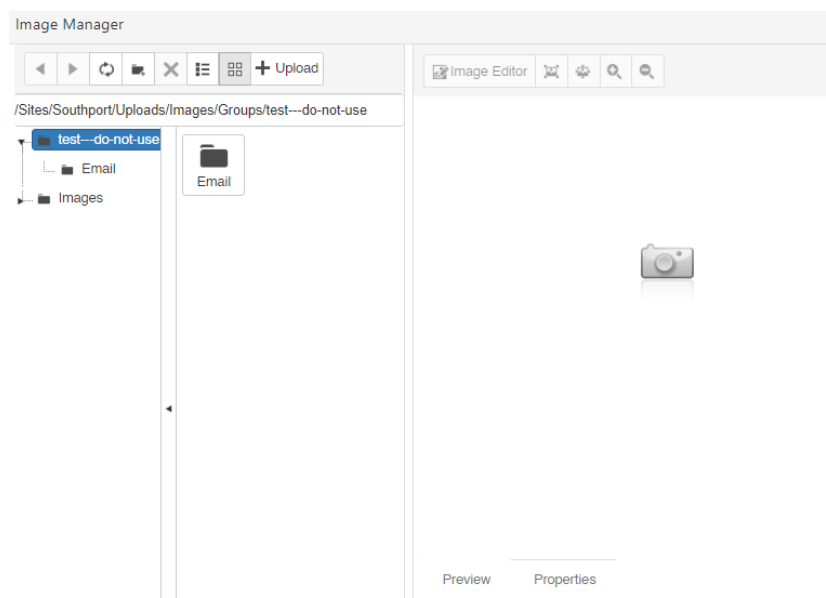 Image Manager
Upload
Image Editor
/Sites/Southport/Uploads/Images/Groups/test---do-not-use
test---do-not-use
Email
Images
Email
Preview
Properties